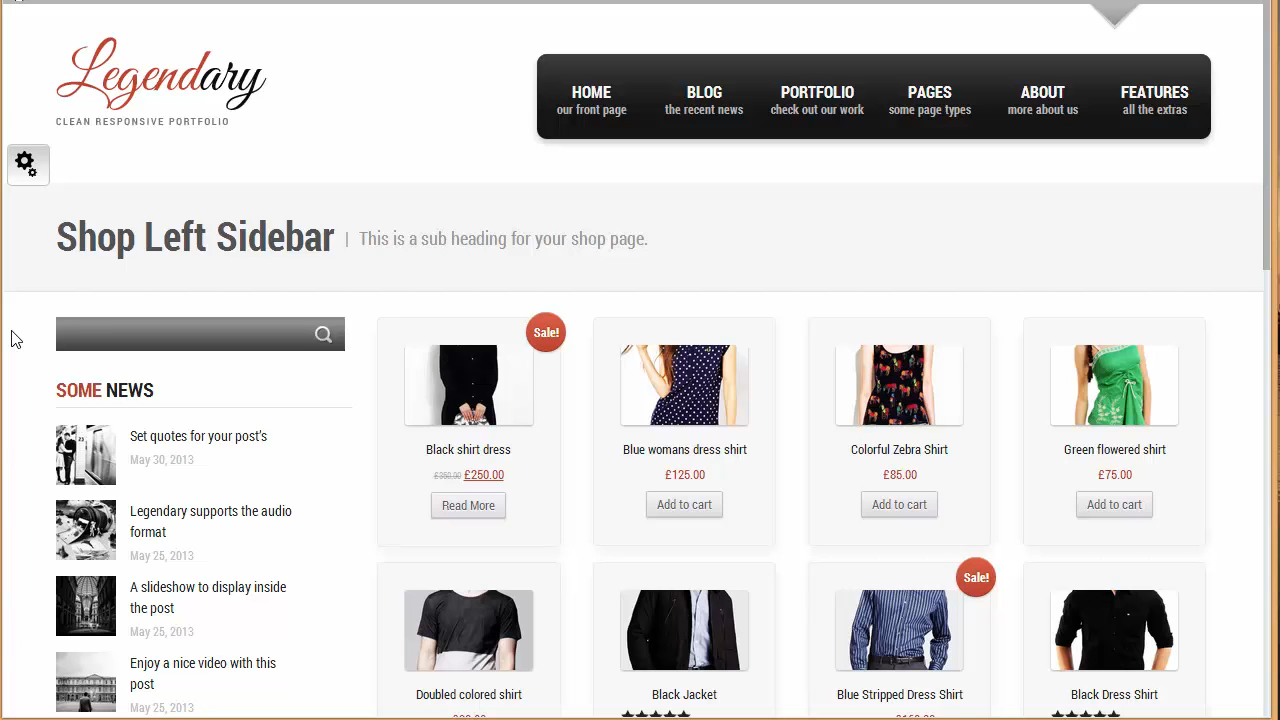 Legendary
CLEAN RESPONSIVE PORTFOLIO
HOME
our front page
BLOG
the recent news
PORTFOLIO
check out our work
PAGES
some page types
ABOUT
more about us
FEATURES
all the extras
Shop Left Sidebar | This is a sub heading for your shop page.
SOME NEWS
Set quotes for your post's
May 30, 2013
Legendary supports the audio
format
May 25, 2013
A slideshow to display inside
the post
May 25, 2013
Enjoy a nice video with this
post
May 25, 2013
Sale!
Black shirt dress
£350.00 £250.00
Read More
Blue womans dress shirt
£125.00
Add to cart
Colorful Zebra Shirt
£85.00
Add to cart
Green flowered shirt
£75.00
Add to cart
Doubled colored shirt
Black Jacket
Sale!
Blue Stripped Dress Shirt
Black Dress Shirt